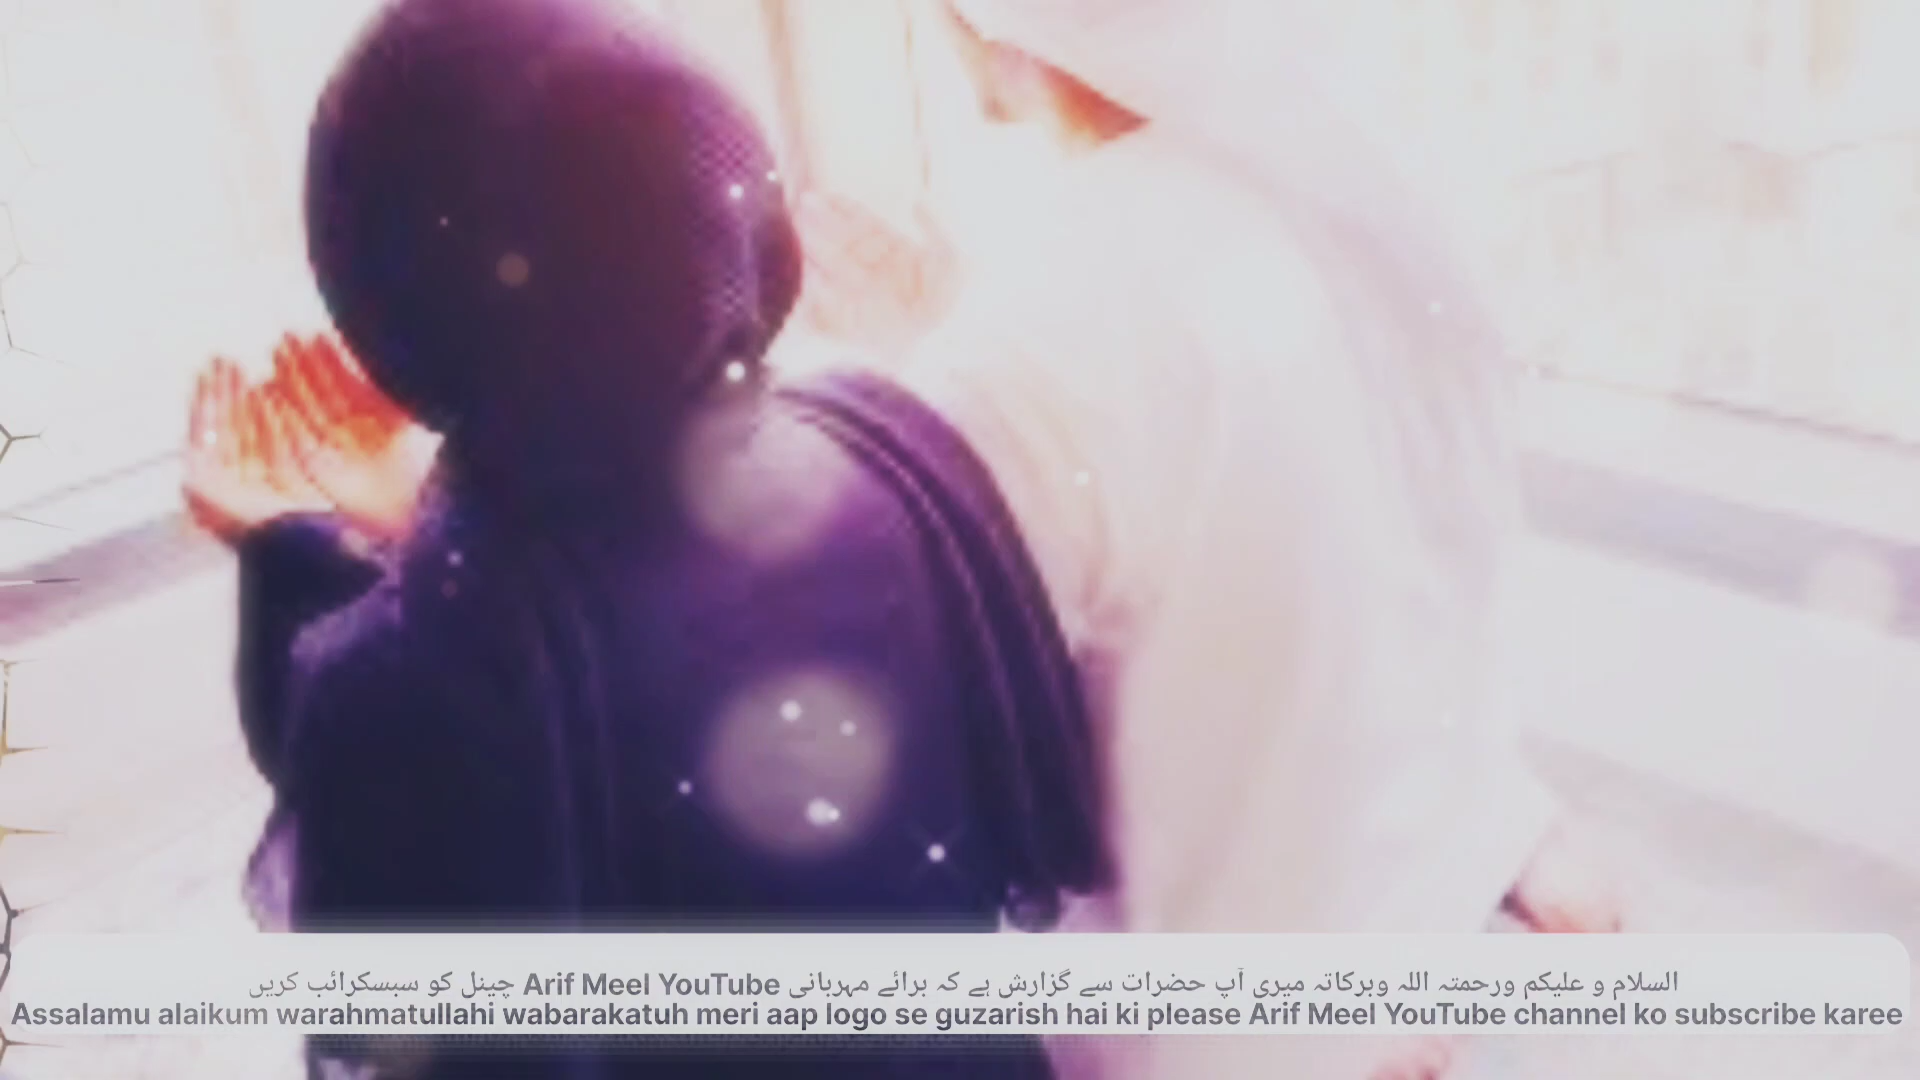 السلام و علیکم ورحمتہ اللہ وبرکاتہ میری آپ حضرات سے گزارش ہے کہ برائے مہربانی Arif Meel YouTube چینل کو سبسکرائب کریں
Assalamu alaikum warahmatullahi wabarakatuh meri aap logo se guzarish hai ki please Arif Meel YouTube channel ko subscribe karee